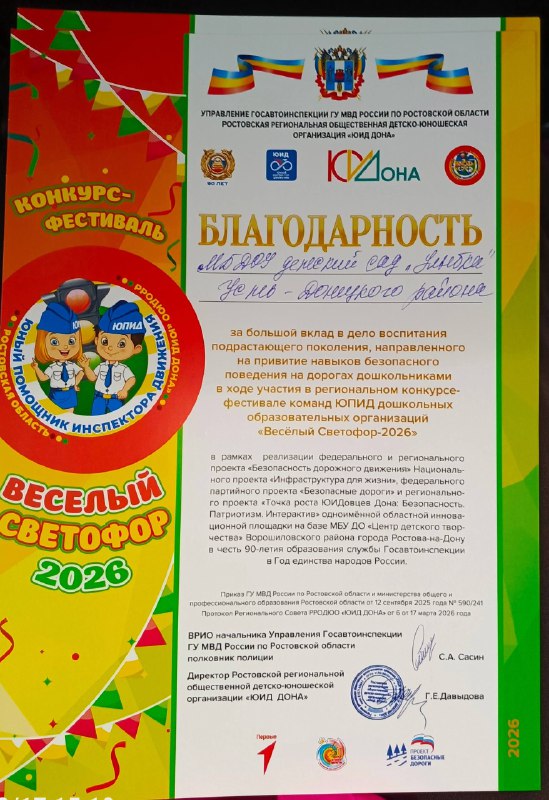 УПРАВЛЕНИЕ ГОСАВТОИНСПЕКЦИИ ГУ МВД РОССИИ ПО РОСТОВСКОЙ ОБЛАСТИ
РОСТОВСКАЯ РЕГИОНАЛЬНАЯ ОБЩЕСТВЕННАЯ ДЕТСКО-ЮНОШЕСКАЯ
ОРГАНИЗАЦИЯ «ЮИД ДОНА»
90 ЛЕТ
ЮИД
ЮИДОНА
КОНКУРС-
ФЕСТИВАЛЬ
БЛАГОДАРНОСТЬ
МБДОУ детский сад „Улыбка"
Усть-Донецкого района
за большой вклад в дело воспитания
подрастающего поколения, направленного
на привитие навыков безопасного
поведения на дорогах дошкольниками
в ходе участия в региональном конкурсе-
фестивале команд ЮПИД дошкольных
образовательных организаций
«Весёлый Светофор-2026»
ЮПИД
ЮНЫЙ ПОМОЩНИК ИНСПЕКТОРА ДВИЖЕНИЯ
РОСТОВСКАЯ ОБЛАСТЬ
РРОДЮО «ЮИД ДОНА»
ВЕСЕЛЫЙ
СВЕТОФОР
2026
в рамках реализации федерального и регионального
проекта «Безопасность дорожного движения» Националь-
ного проекта «Инфраструктура для жизни», федерального
партийного проекта «Безопасные дороги» и регионально-
го проекта «Точка роста ЮИДовцев Дона: Безопасность.
Патриотизм. Интерактив» одноимённой областной иннова-
ционной площадки на базе МБУ ДО «Центр детского твор-
чества» Ворошиловского района города Ростова-на-Дону
в честь 90-летия образования службы Госавтоинспекции
в Год единства народов России.
Приказ ГУ МВД России по Ростовской области и министерства общего и
профессионального образования Ростовской области от 12 сентября 2025 года № 590/241
Протокол Регионального Совета РРОДЮО «ЮИД ДОНА» от 6 от 17 марта 2026 года
ВРИО начальника Управления Госавтоинспекции
ГУ МВД России по Ростовской области
полковник полиции
С.А. Сасин
Директор Ростовской региональной
общественной детско-юношеской
организации «ЮИД ДОНА»
Г.Е.Давыдова
Первые
ПРОЕКТ
БЕЗОПАСНЫЕ
ДОРОГИ
2026